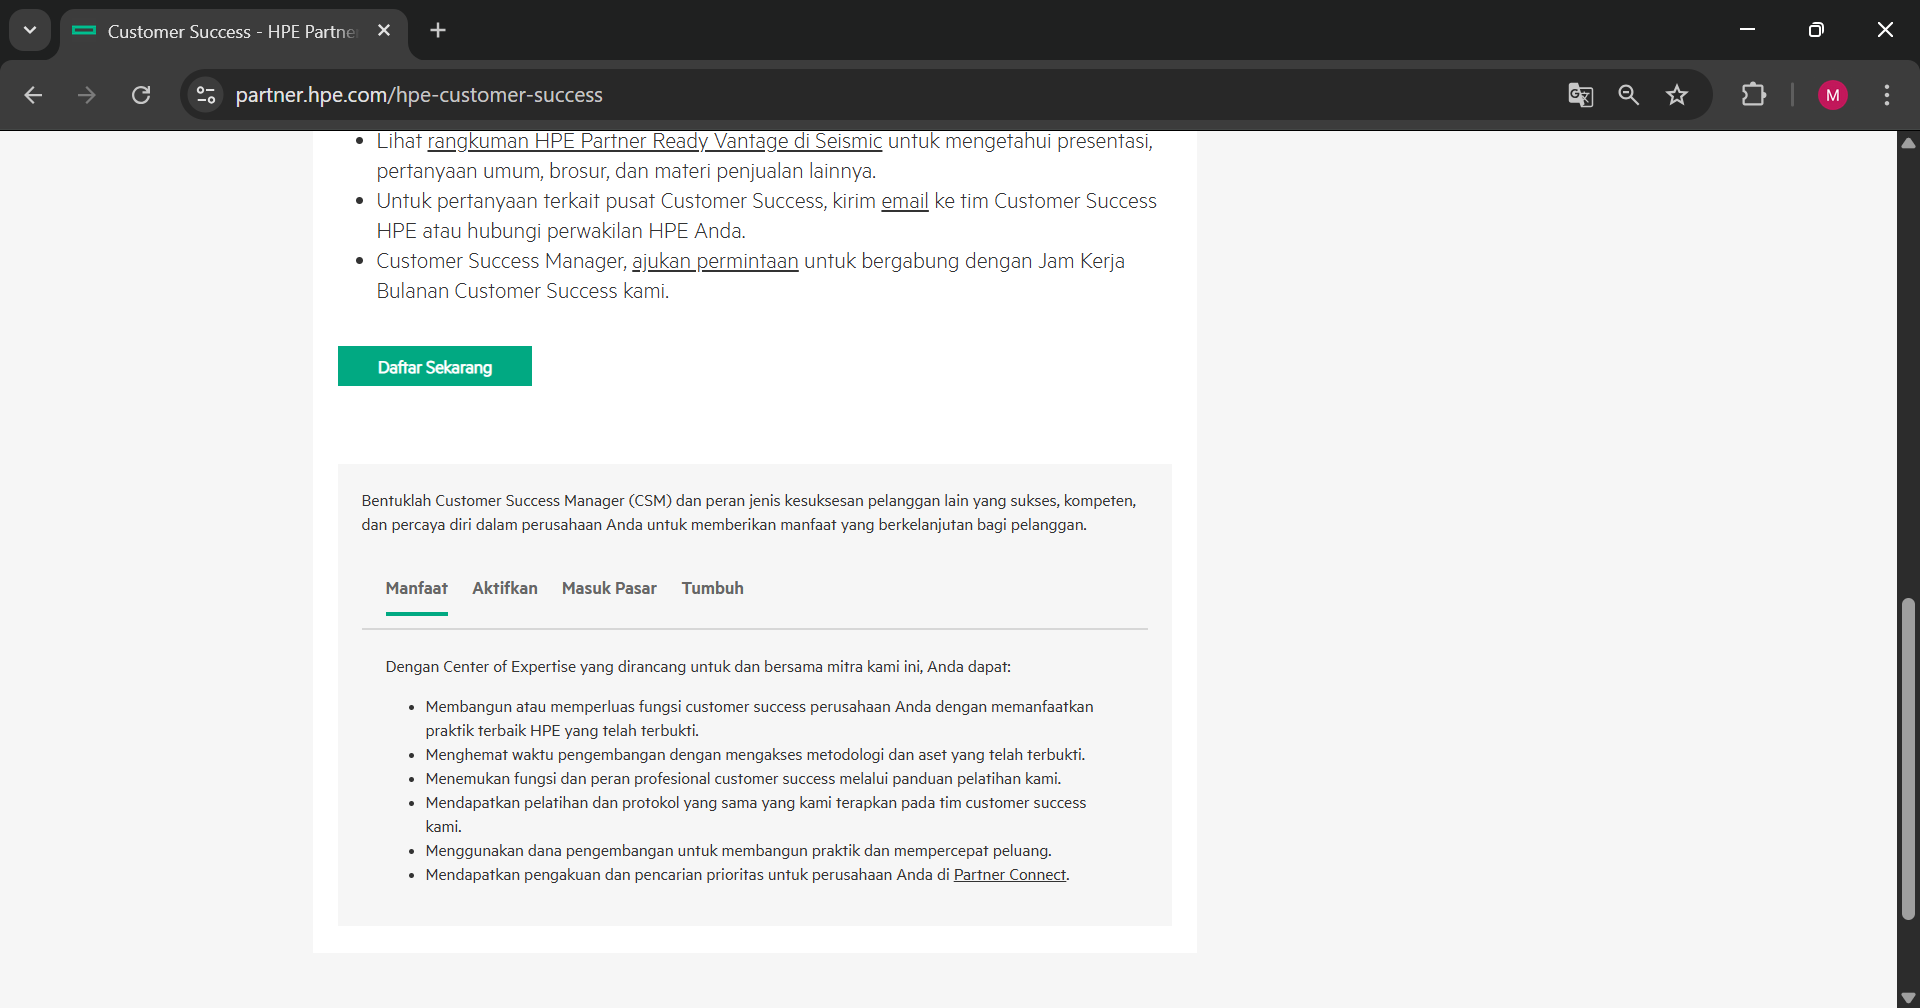 Customer Success - HPE Partne
partner.hpe.com/hpe-customer-success
M
Lihat rangkuman HPE Partner Ready Vantage di Seismic untuk mengetahui presentasi,
pertanyaan umum, brosur, dan materi penjualan lainnya.
Untuk pertanyaan terkait pusat Customer Success, kirim email ke tim Customer Success
HPE atau hubungi perwakilan HPE Anda.
Customer Success Manager, ajukan permintaan untuk bergabung dengan Jam Kerja
Bulanan Customer Success kami.
Daftar Sekarang
Bentuklah Customer Success Manager (CSM) dan peran jenis kesuksesan pelanggan lain yang sukses, kompeten,
dan percaya diri dalam perusahaan Anda untuk memberikan manfaat yang berkelanjutan bagi pelanggan.
Manfaat Aktifkan Masuk Pasar Tumbuh
Dengan Center of Expertise yang dirancang untuk dan bersama mitra kami ini, Anda dapat:
Membangun atau memperluas fungsi customer success perusahaan Anda dengan memanfaatkan
praktik terbaik HPE yang telah terbukti.
Menghemat waktu pengembangan dengan mengakses metodologi dan aset yang telah terbukti.
Menemukan fungsi dan peran profesional customer success melalui panduan pelatihan kami.
Mendapatkan pelatihan dan protokol yang sama yang kami terapkan pada tim customer success
kami.
Menggunakan dana pengembangan untuk membangun praktik dan mempercepat peluang.
Mendapatkan pengakuan dan pencarian prioritas untuk perusahaan Anda di Partner Connect.